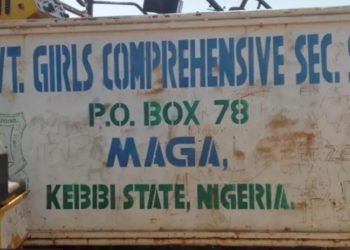 VT. GIRLS COMPREHENSIVE SEC. S
P.O. BOX 78
MAGA,
KEBBI STATE, NIGERIA.